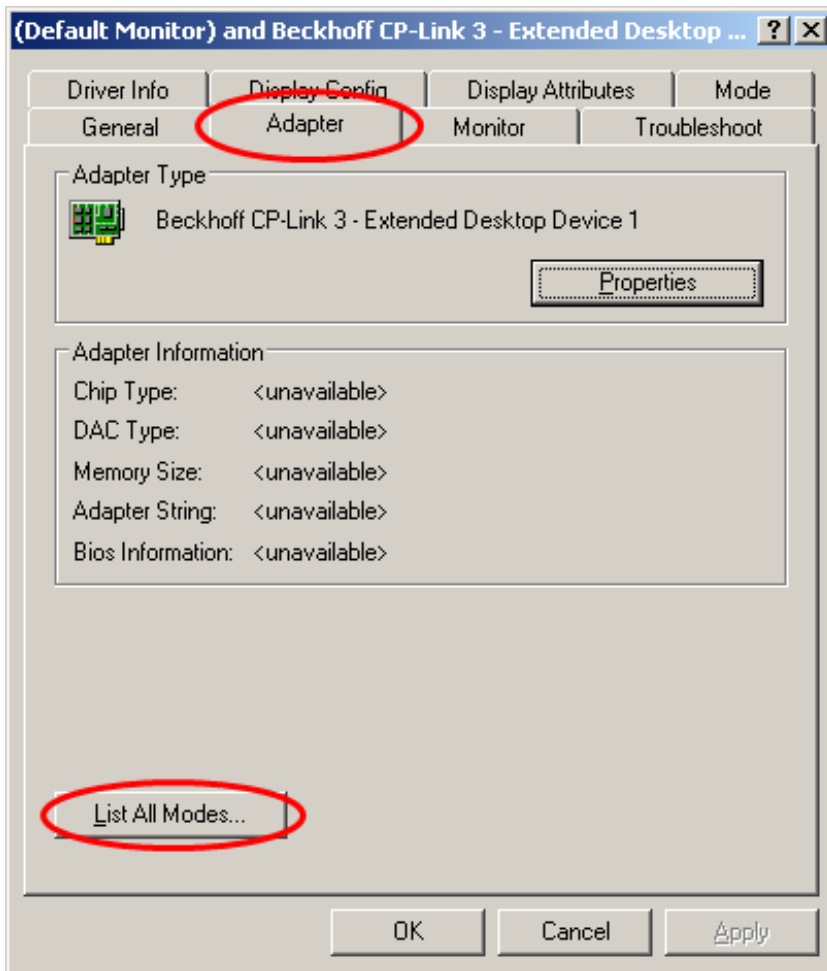 (Default Monitor) and Beckhoff CP-Link 3 - Extended Desktop ... ? X
Driver Info Display Config Display Attributes Mode
General Adapter Monitor Troubleshoot
Adapter Type
Beckhoff CP-Link 3 - Extended Desktop Device 1
Properties
Adapter Information
Chip Type: <unavailable>
DAC Type: <unavailable>
Memory Size: <unavailable>
Adapter String: <unavailable>
Bios Information: <unavailable>
List All Modes...
OK Cancel Apply